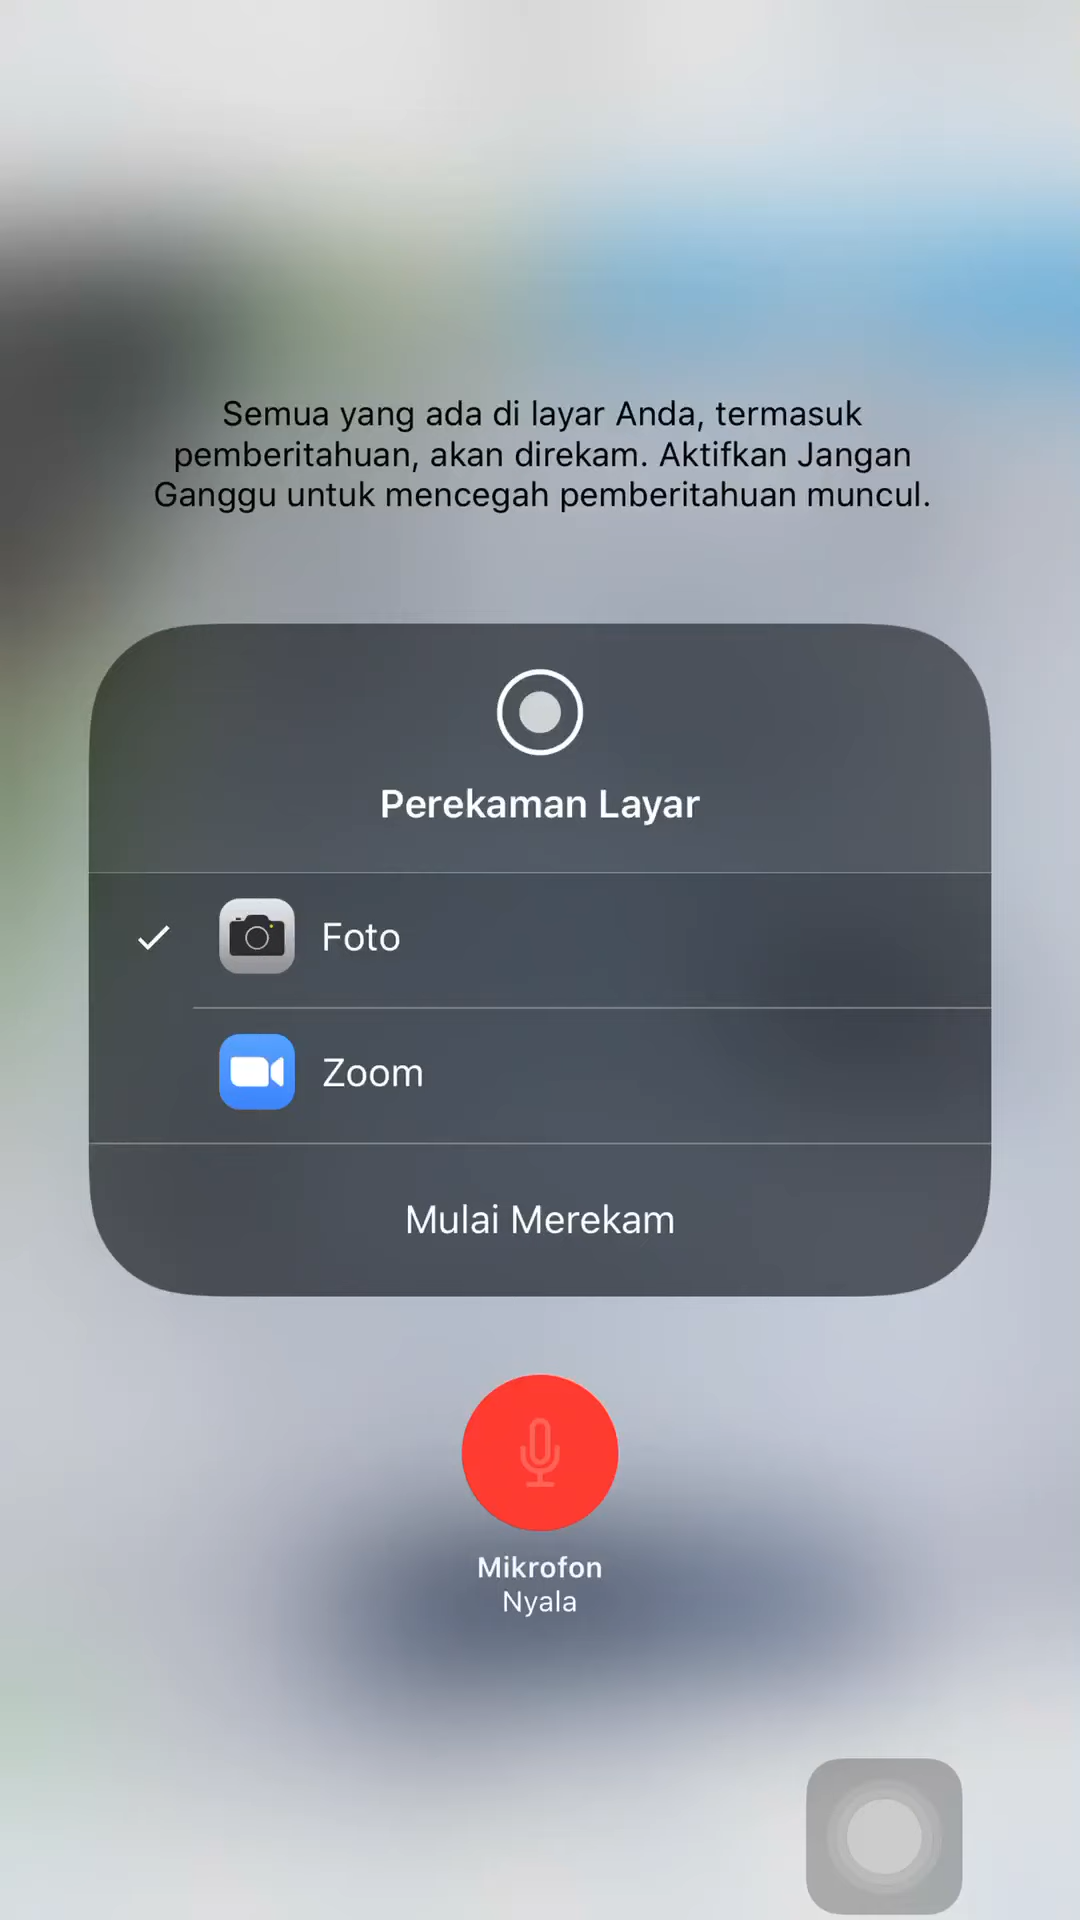 Semua yang ada di layar Anda, termasuk
pemberitahuan, akan direkam. Aktifkan Jangan
Ganggu untuk mencegah pemberitahuan muncul.
Perekaman Layar
Foto
Zoom
Mulai Merekam
Mikrofon
Nyala